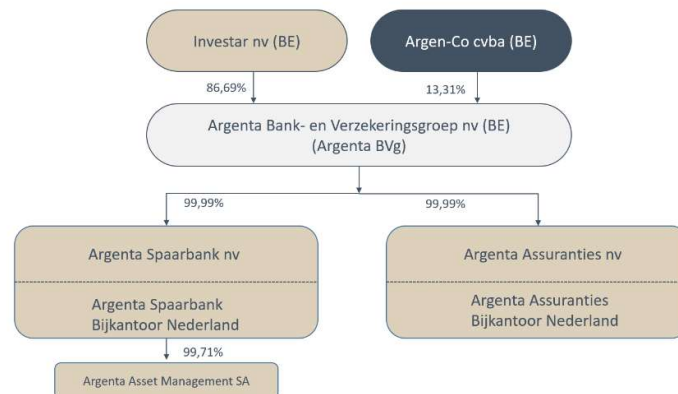 Investar nv (BE)
Argen-Co cvba (BE)
86,69%
13,31%
Argenta Bank- en Verzekeringsgroep nv (BE)
(Argenta BVg)
99,99%
99,99%
Argenta Spaarbank nv
Argenta Assuranties nv
Argenta Spaarbank
Bijkantoor Nederland
Argenta Assuranties
Bijkantoor Nederland
99,71%
Argenta Asset Management SA